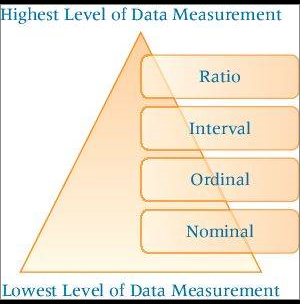 Highest Level of Data Measurement
Ratio
Interval
Ordinal
Nominal
Lowest Level of Data Measurement